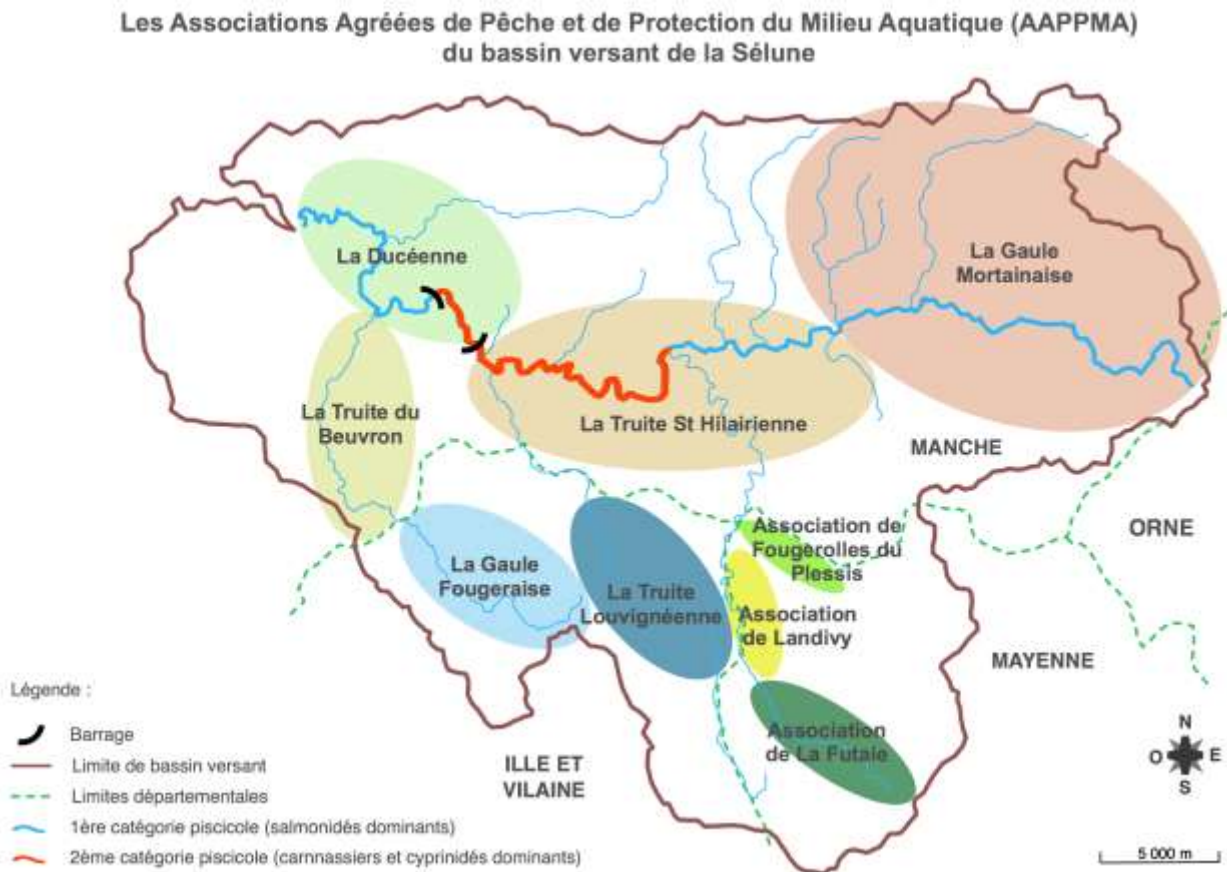 Les Associations Agréées de Pêche et de Protection du Milieu Aquatique (AAPPMA)
du bassin versant de la Sélune
La Ducéenne
La Gaule
Mortainaise
La Truite du
Beuvron
La Truite St Hilairienne
MANCHE
ORNE
Association de
Fougerolles du
Plessis
La Gaule
Fougeraise
La Truite
Louvignéenne
Association
de Landivy
MAYENNE
Association
de La Futaie
ILLE ET
VILAINE
Légende :
Barrage
Limite de bassin versant
Limites départementales
1ère catégorie piscicole (salmonidés dominants)
2ème catégorie piscicole (carnnassiers et cyprinidés dominants)
N
O E
S
5 000 m